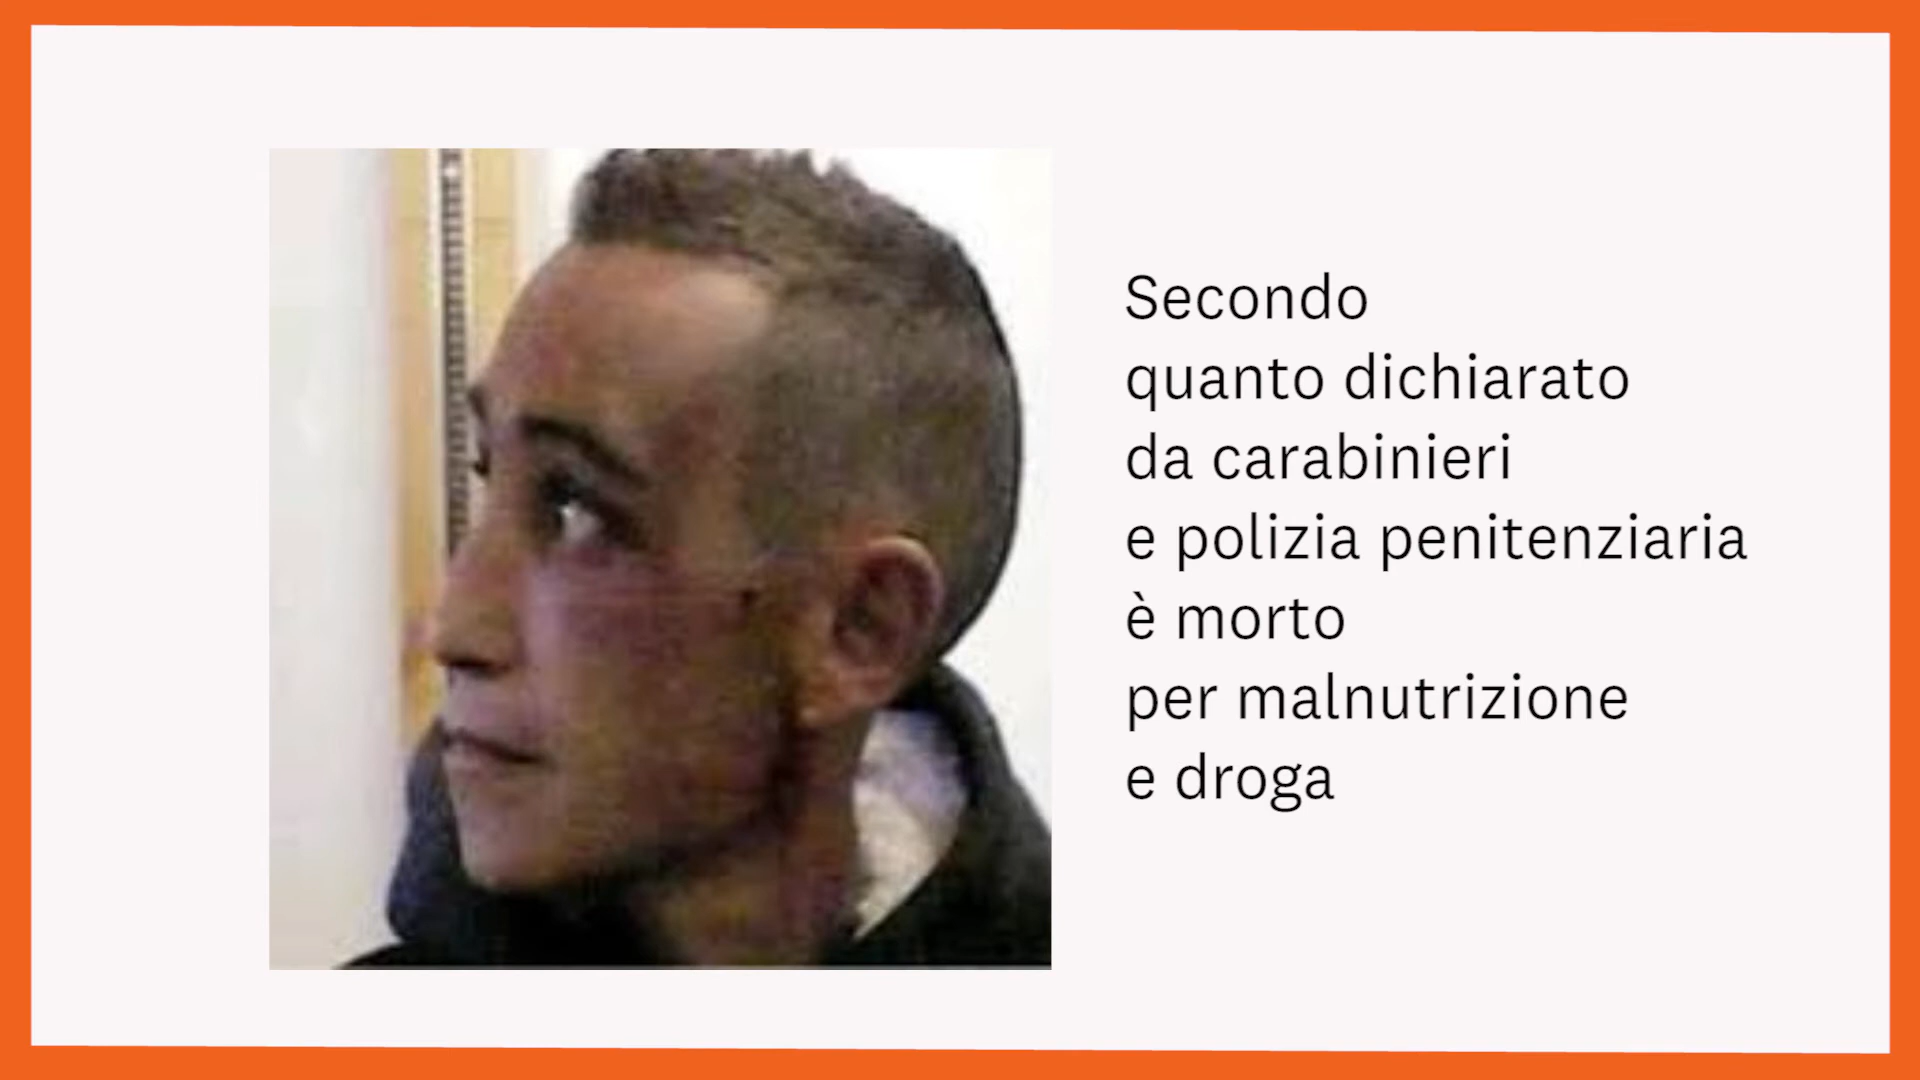 Secondo
quanto dichiarato
da carabinieri
e polizia penitenziaria
è morto
per malnutrizione
e droga